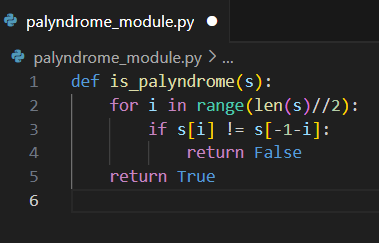 palyndrome_module.py ●
palyndrome_module.py > ...
1 def is_palyndrome(s):
2     for i in range(len(s)//2):
3         if s[i] != s[-1-i]:
4             return False
5     return True
6